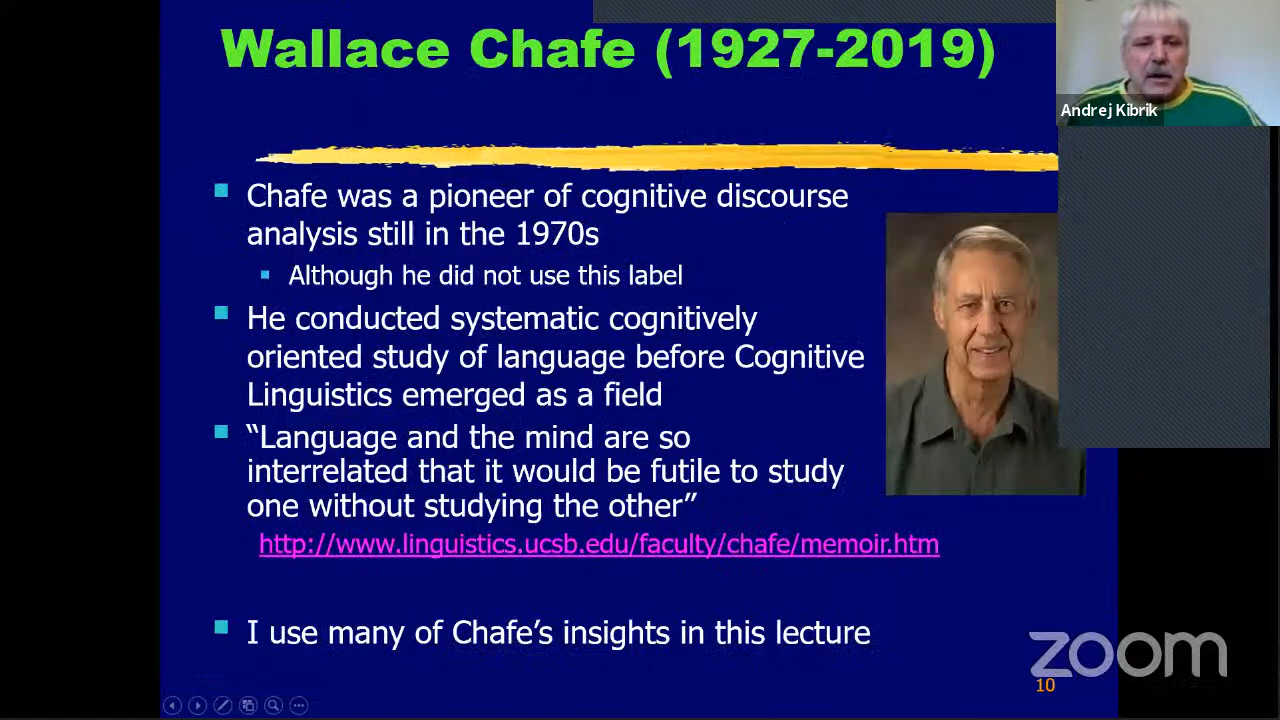 Wallace Chafe (1927-2019)
Andrej Kibrik
Chafe was a pioneer of cognitive discourse
analysis still in the 1970s
Although he did not use this label
He conducted systematic cognitively
oriented study of language before Cognitive
Linguistics emerged as a field
“Language and the mind are so
interrelated that it would be futile to study
one without studying the other”
http://www.linguistics.ucsb.edu/faculty/chafe/memoir.htm
I use many of Chafe’s insights in this lecture
zoom
10